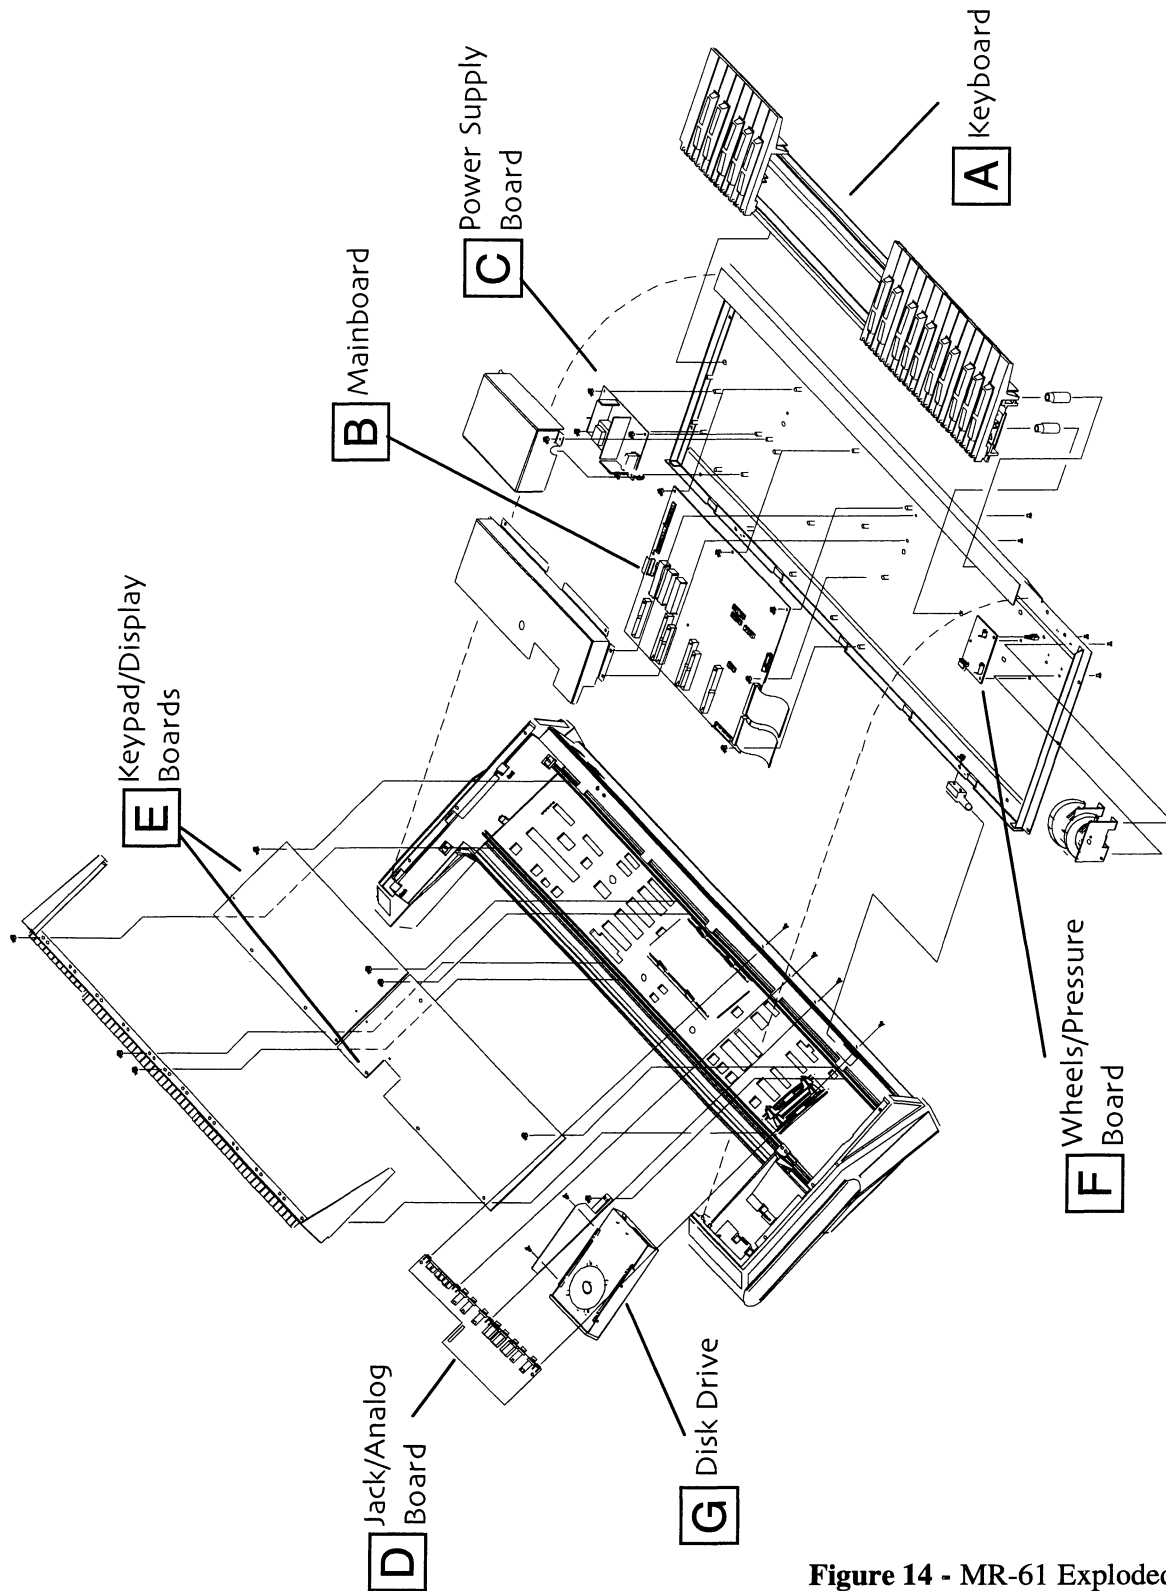 E Keypad/Display
Boards
B Mainboard
C Power Supply
Board
A Keyboard
D Jack/Analog
Board
G Disk Drive
F Wheels/Pressure
Board
Figure 14 - MR-61 Exploded